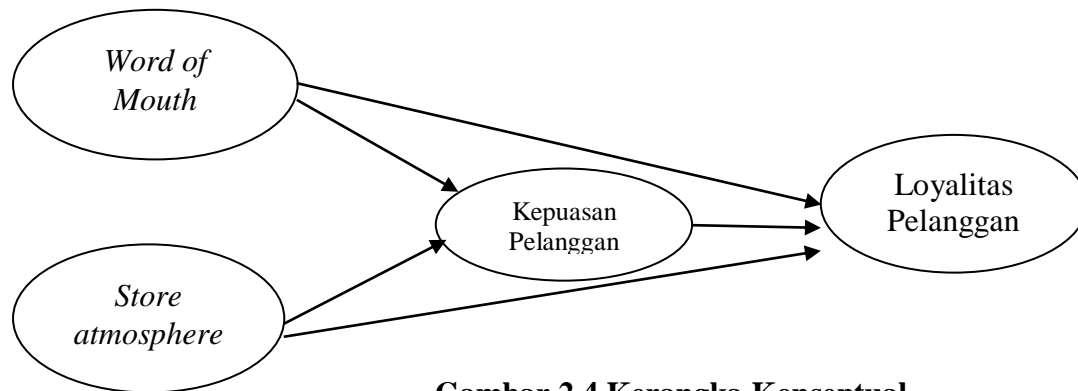 Word of
Mouth
Kepuasan
Pelanggan
Loyalitas
Pelanggan
Store
atmosphere
Gambar 2.4 Kerangka Konseptual